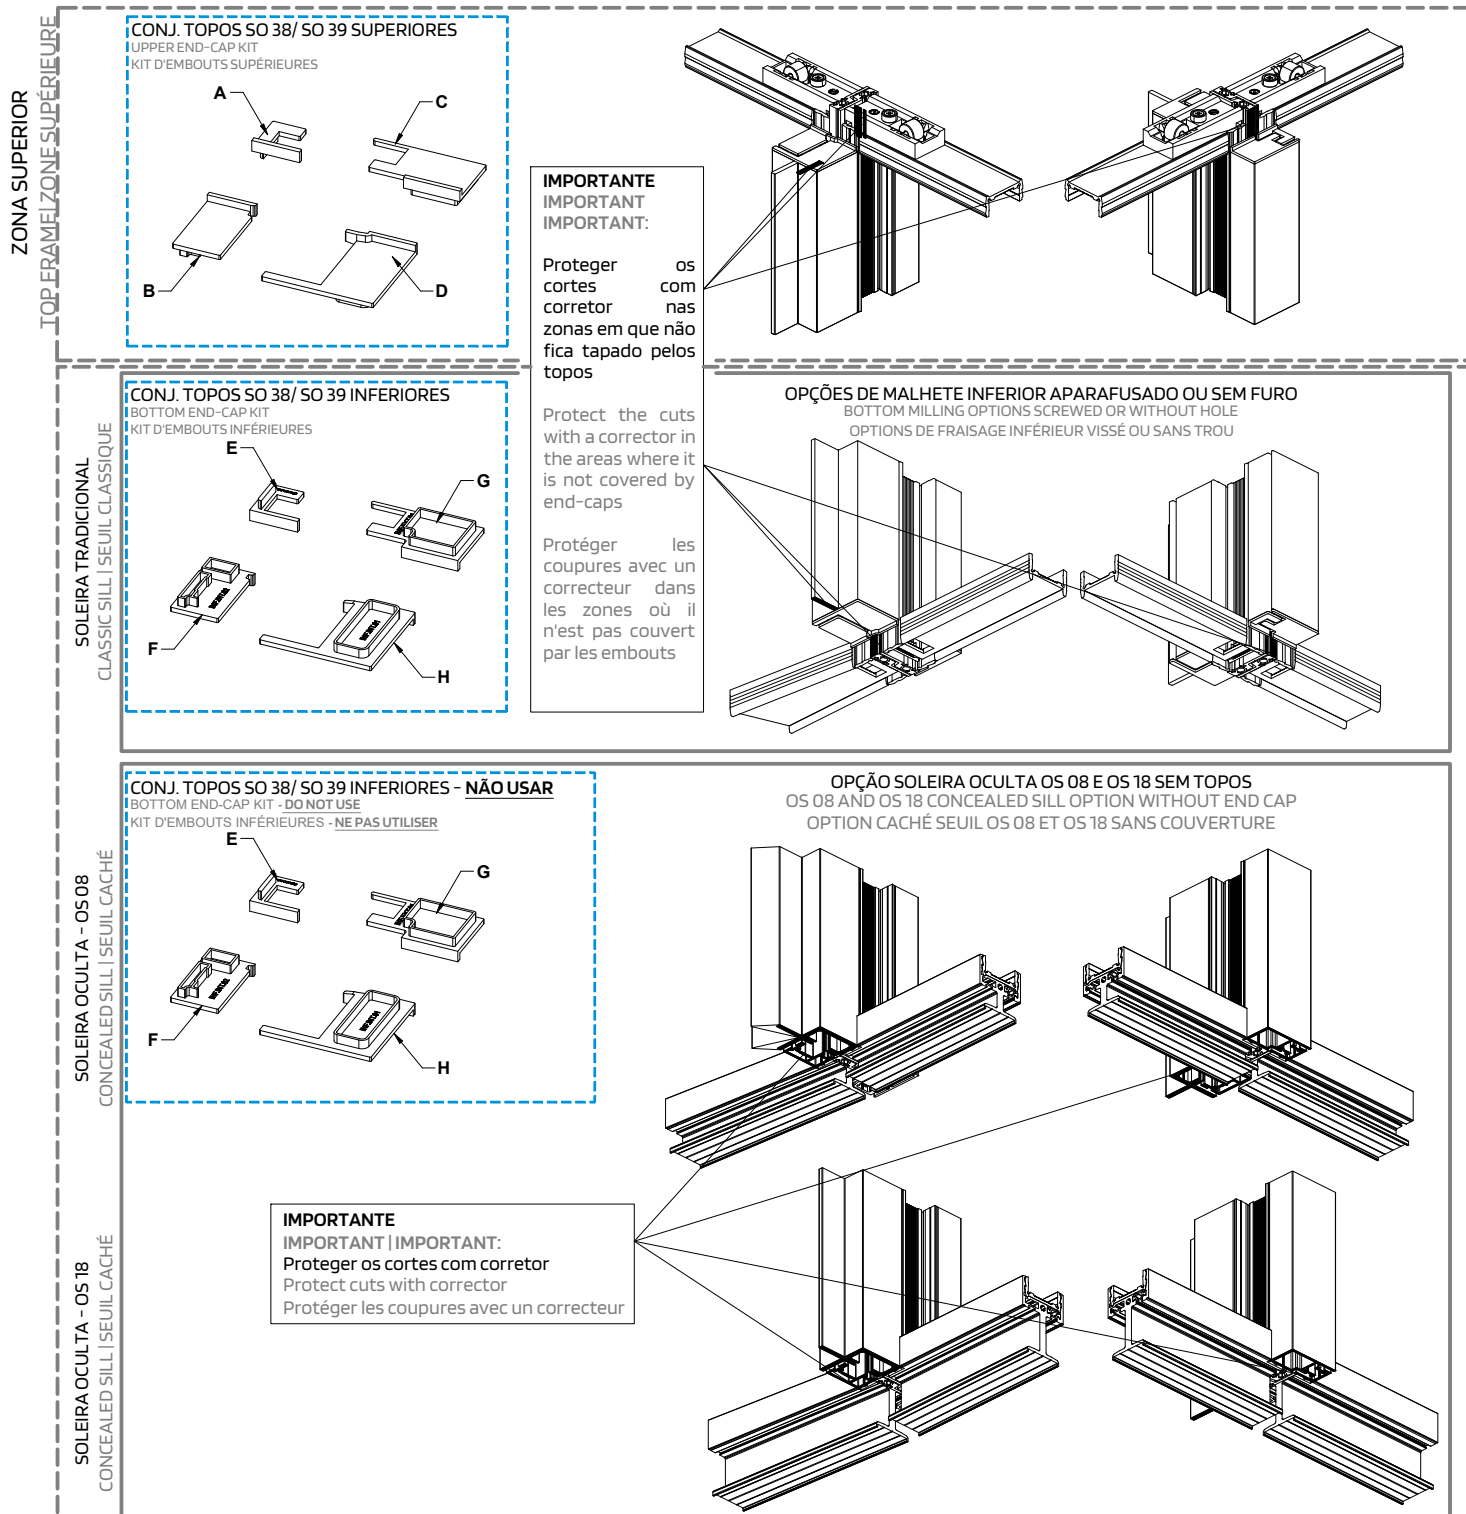 ZONA SUPERIOR
TOP FRAME|ZONE SUPÉRIEURE
CONJ. TOPOS SO 38/ SO 39 SUPERIORES
UPPER END-CAP KIT
KIT D'EMBOUTS SUPÉRIEURES
A
C
B
D
IMPORTANTE
IMPORTANT
IMPORTANT:
Proteger os
cortes com
corretor nas
zonas em que não
fica tapado pelos
topos
Protect the cuts
with a corrector in
the areas where it
is not covered by
end-caps
Protéger les
coupures avec un
correcteur dans
les zones où il
n'est pas couvert
par les embouts
SOLEIRA TRADICIONAL
CLASSIC SILL | SEUIL CLASSIQUE
CONJ. TOPOS SO 38/ SO 39 INFERIORES
BOTTOM END-CAP KIT
KIT D'EMBOUTS INFÉRIEURES
E
G
F
H
OPÇÕES DE MALHETE INFERIOR APARAFUSADO OU SEM FURO
BOTTOM MILLING OPTIONS SCREWED OR WITHOUT HOLE
OPTIONS DE FRAISAGE INFÉRIEUR VISSÉ OU SANS TROU
SOLEIRA OCULTA - OS 08
CONCEALED SILL | SEUIL CACHÉ
CONJ. TOPOS SO 38/ SO 39 INFERIORES - NÃO USAR
BOTTOM END-CAP KIT - DO NOT USE
KIT D'EMBOUTS INFÉRIEURES - NE PAS UTILISER
E
G
F
H
OPÇÃO SOLEIRA OCULTA OS 08 E OS 18 SEM TOPOS
OS 08 AND OS 18 CONCEALED SILL OPTION WITHOUT END CAP
OPTION CACHÉ SEUIL OS 08 ET OS 18 SANS COUVERTURE
SOLEIRA OCULTA - OS 18
CONCEALED SILL | SEUIL CACHÉ
IMPORTANTE
IMPORTANT | IMPORTANT:
Proteger os cortes com corretor
Protect cuts with corrector
Protéger les coupures avec un correcteur